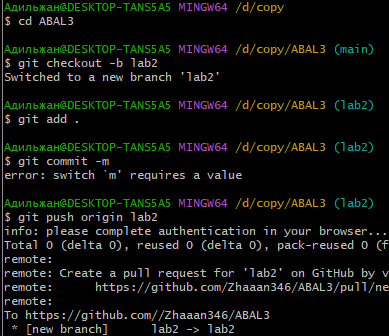 Адильжан@DESKTOP-TANS5A5 MINGW64 /d/copy
$ cd ABAL3
Адильжан@DESKTOP-TANS5A5 MINGW64 /d/copy/ABAL3 (main)
$ git checkout -b lab2
Switched to a new branch 'lab2'
Адильжан@DESKTOP-TANS5A5 MINGW64 /d/copy/ABAL3 (lab2)
$ git add .
Адильжан@DESKTOP-TANS5A5 MINGW64 /d/copy/ABAL3 (lab2)
$ git commit -m
error: switch `m' requires a value
Адильжан@DESKTOP-TANS5A5 MINGW64 /d/copy/ABAL3 (lab2)
$ git push origin lab2
info: please complete authentication in your browser...
Total 0 (delta 0), reused 0 (delta 0), pack-reused 0 (f
remote:
remote: Create a pull request for 'lab2' on GitHub by v
remote:      https://github.com/Zhaaan346/ABAL3/pull/ne
remote:
To https://github.com//Zhaaan346/ABAL3
 * [new branch]      lab2 -> lab2